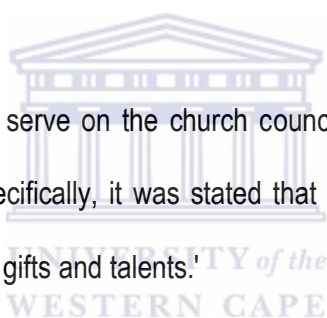 serve on the church counc
ecifically, it was stated that
gifts and talents.'
UNIVERSITY of the
WESTERN CAPE